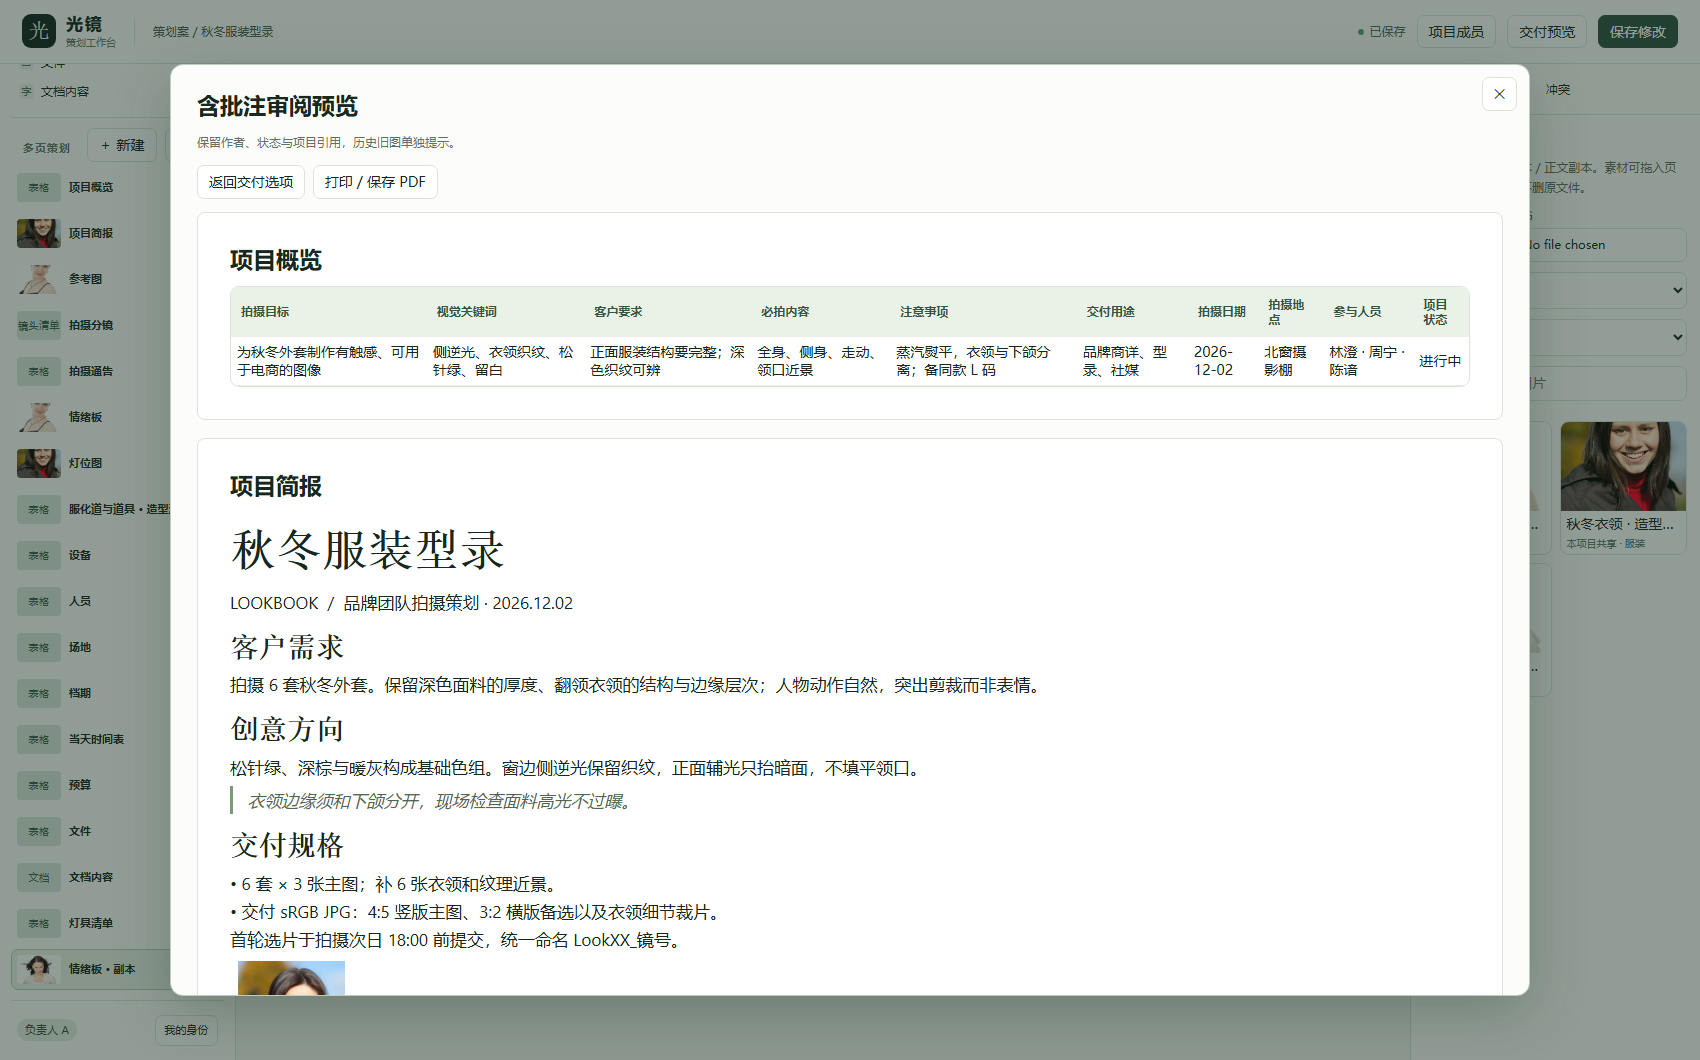 光 光镜
策划工作台
策划案 / 秋冬服装型录
已保存
项目成员
交付预览
保存修改
文档内容
字
多页策划
+ 新建
表格 项目概览
项目简报
参考图
镜头清单 拍摄分镜
表格 拍摄通告
情绪板
灯位图
表格 服化道与道具 • 造型
表格 设备
表格 人员
表格 场地
表格 档期
表格 当天时间表
表格 预算
表格 文件
文档 文档内容
表格 灯具清单
情绪板 • 副本
负责人 A
我的身份
含批注审阅预览
保留作者、状态与项目引用，历史旧图单独提示。
返回交付选项
打印 / 保存 PDF
×
项目概览
拍摄目标 视觉关键词 客户要求 必拍内容 注意事项 交付用途 拍摄日期 拍摄地点 参与人员 项目状态
为秋冬外套制作有触感、可用于电商的图像
侧逆光、衣领织纹、松针绿、留白
正面服装结构要完整；深色织纹可辨
全身、侧身、走动、领口近景
蒸汽熨平，衣领与下颌分离；备同款 L 码
品牌商详、型录、社媒
2026-12-02
北窗摄影棚
林澄 · 周宁 · 陈谙
进行中
项目简报
秋冬服装型录
LOOKBOOK / 品牌团队拍摄策划 · 2026.12.02
客户需求
拍摄 6 套秋冬外套。保留深色面料的厚度、翻领衣领的结构与边缘层次；人物动作自然，突出剪裁而非表情。
创意方向
松针绿、深棕与暖灰构成基础色组。窗边侧逆光保留织纹，正面辅光只抬暗面，不填平领口。
衣领边缘须和下颌分开，现场检查面料高光不过曝。
交付规格
• 6 套 × 3 张主图；补 6 张衣领和纹理近景。
• 交付 sRGB JPG：4:5 竖版主图、3:2 横版备选以及衣领细节裁片。
首轮选片于拍摄次日 18:00 前提交，统一命名 LookXX_镜号。
冲突
/ 正文副本。素材可拖入页
删原文件。
No file chosen
片
秋冬衣领 · 造型...
本项目共享 · 服装